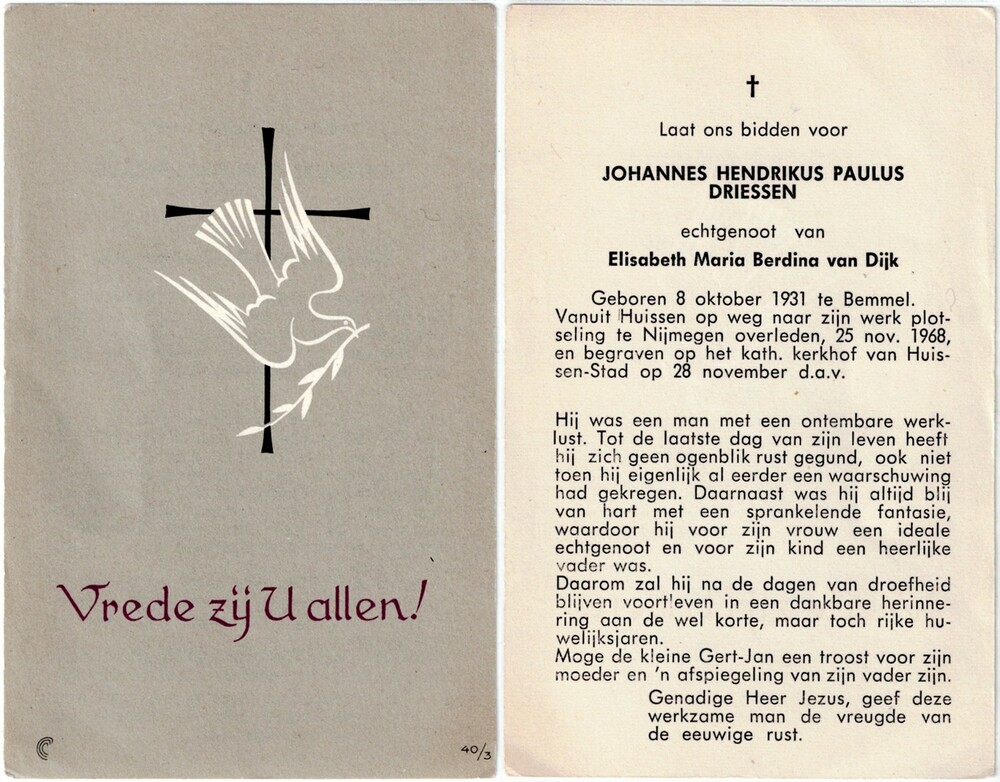 Vrede zij U allen!
40/3
Laat ons bidden voor
JOHANNES HENDRIKUS PAULUS
DRIESSEN
echtgenoot van
Elisabeth Maria Berdina van Dijk
Geboren 8 oktober 1931 te Bemmel.
Vanuit Huissen op weg naar zijn werk plot-
seling te Nijmegen overleden, 25 nov. 1968,
en begraven op het kath. kerkhof van Huis-
sen-Stad op 28 november d.a.v.
Hij was een man met een ontembare werk-
lust. Tot de laatste dag van zijn leven heeft
hij zich geen ogenblik rust gegund, ook niet
toen hij eigenlijk al eerder een waarschuwing
had gekregen. Daarnaast was hij altijd blij
van hart met een sprankelende fantasie,
waardoor hij voor zijn vrouw een ideale
echtgenoot en voor zijn kind een heerlijke
vader was.
Daarom zal hij na de dagen van droefheid
blijven voortleven in een dankbare herinne-
ring aan de wel korte, maar toch rijke hu-
welijksjaren.
Moge de kleine Gert-Jan een troost voor zijn
moeder en 'n afspiegeling van zijn vader zijn.
Genadige Heer Jezus, geef deze
werkzame man de vreugde van
de eeuwige rust.